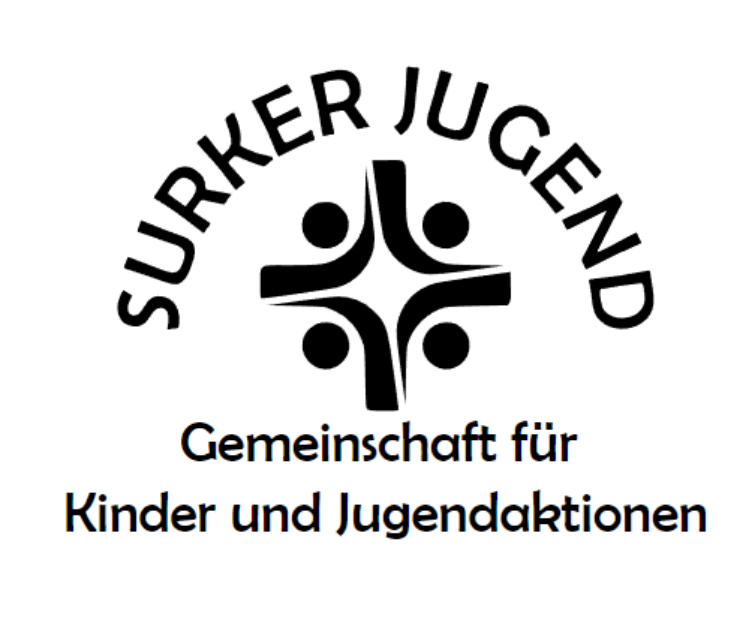 SURKER JUGEND
Gemeinschaft für
Kinder und Jugendaktionen